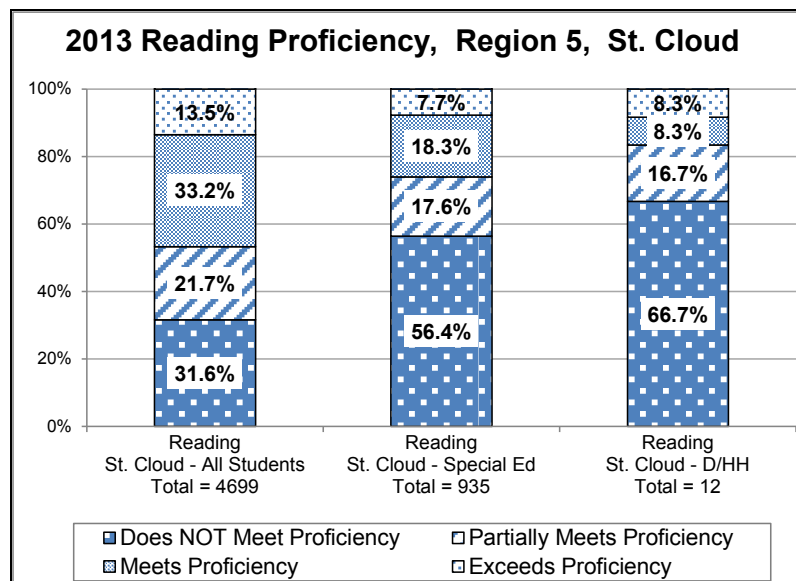 2013 Reading Proficiency, Region 5, St. Cloud
100%
80%
60%
40%
20%
0%
13.5%
33.2%
21.7%
31.6%
7.7%
18.3%
17.6%
56.4%
8.3%
8.3%
16.7%
66.7%
Reading
St. Cloud - All Students
Total = 4699
Reading
St. Cloud - Special Ed
Total = 935
Reading
St. Cloud - D/HH
Total = 12
Does NOT Meet Proficiency
Partially Meets Proficiency
Meets Proficiency
Exceeds Proficiency